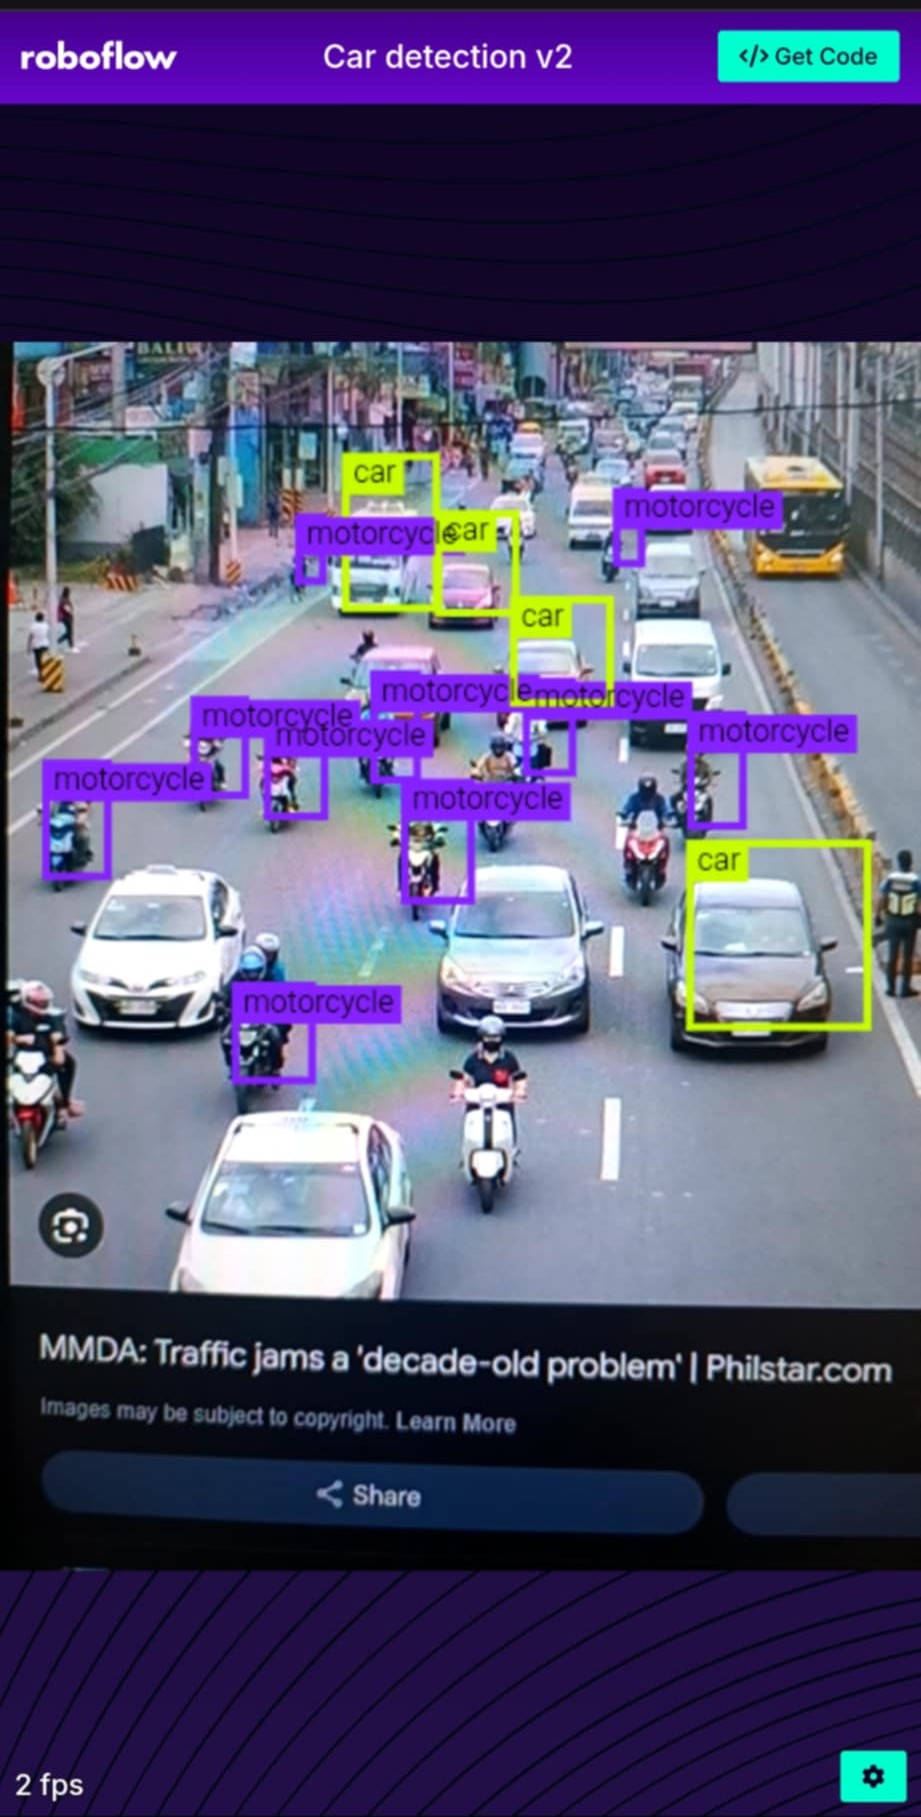 roboflow
Car detection v2
</> Get Code
BALI
car
motorcycle
car
motorcycle
car
motorcycle
motorcycle
motorcycle
motorcycle
motorcycle
motorcycle
motorcycle
car
motorcycle
MMDA: Traffic jams a 'decade-old problem' | Philstar.com
Images may be subject to copyright. Learn More
Share
2 fps